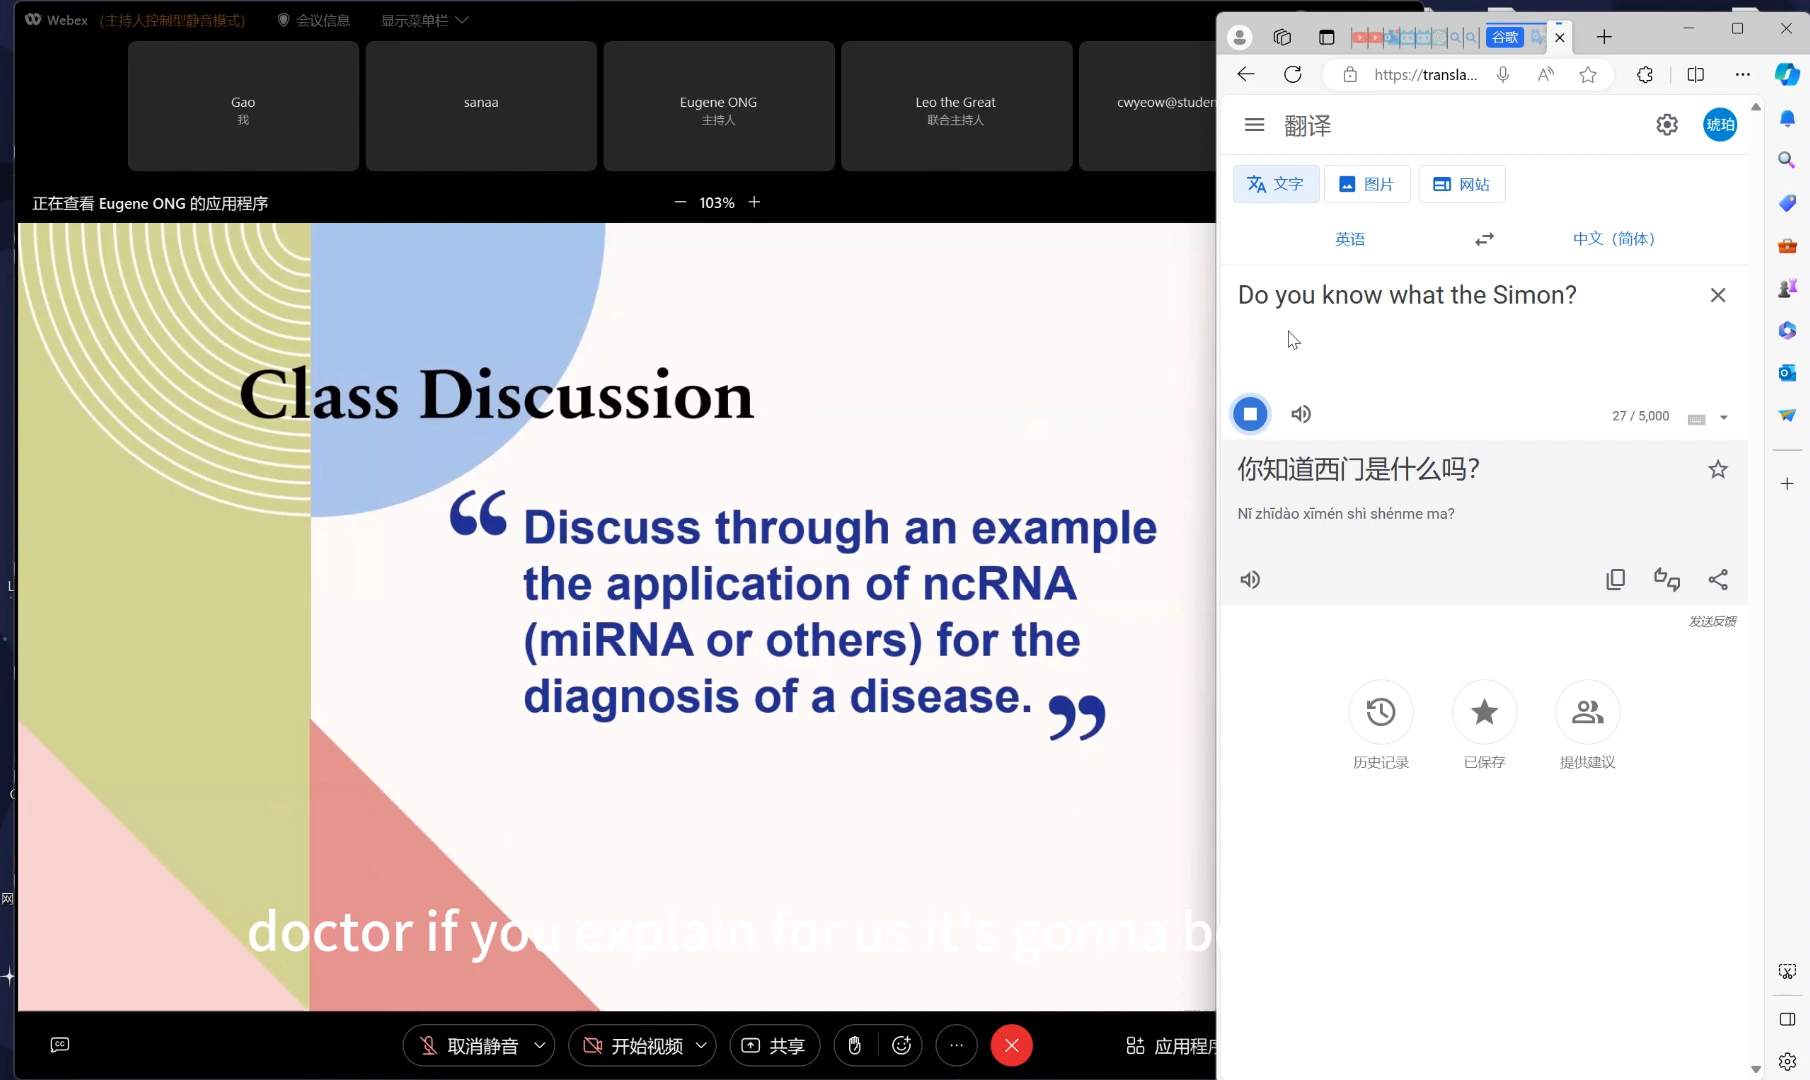 Webex (主持人控制型静音模式) 会议信息 显示菜单栏
Gao
我
sanaa
Eugene ONG
主持人
Leo the Great
联合主持人
cwyeow@studen
正在查看 Eugene ONG 的应用程序
103%
Class Discussion
“ Discuss through an example
the application of ncRNA
(miRNA or others) for the
diagnosis of a disease. ”
doctor if you explain for us it's gonna b
取消静音
开始视频
共享
应用程序
谷歌
https://transla...
翻译
琥珀
文字
图片
网站
英语
中文（简体）
Do you know what the Simon?
27 / 5,000
你知道西门是什么吗？
Nǐ zhīdào xīmén shì shénme ma?
发送反馈
历史记录
已保存
提供建议